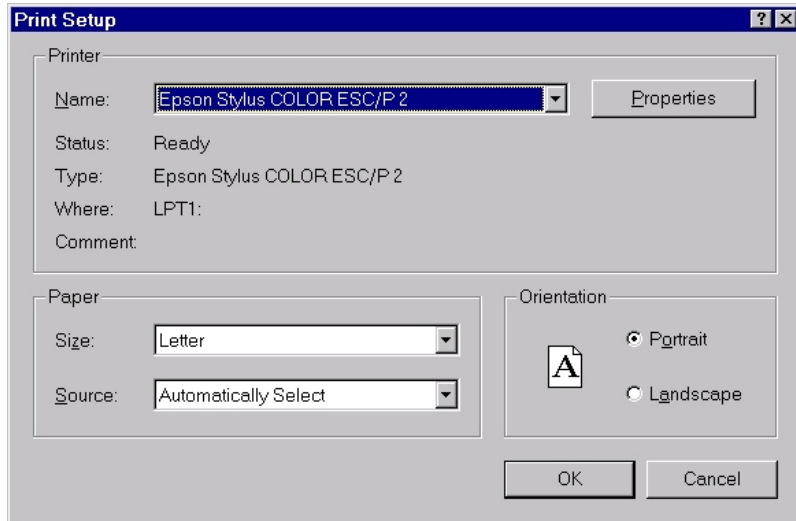 Print Setup
Printer
Name: Epson Stylus COLOR ESC/P 2 Properties
Status: Ready
Type: Epson Stylus COLOR ESC/P 2
Where: LPT1:
Comment:
Paper
Size: Letter
Source: Automatically Select
Orientation
A
Portrait
Landscape
OK Cancel